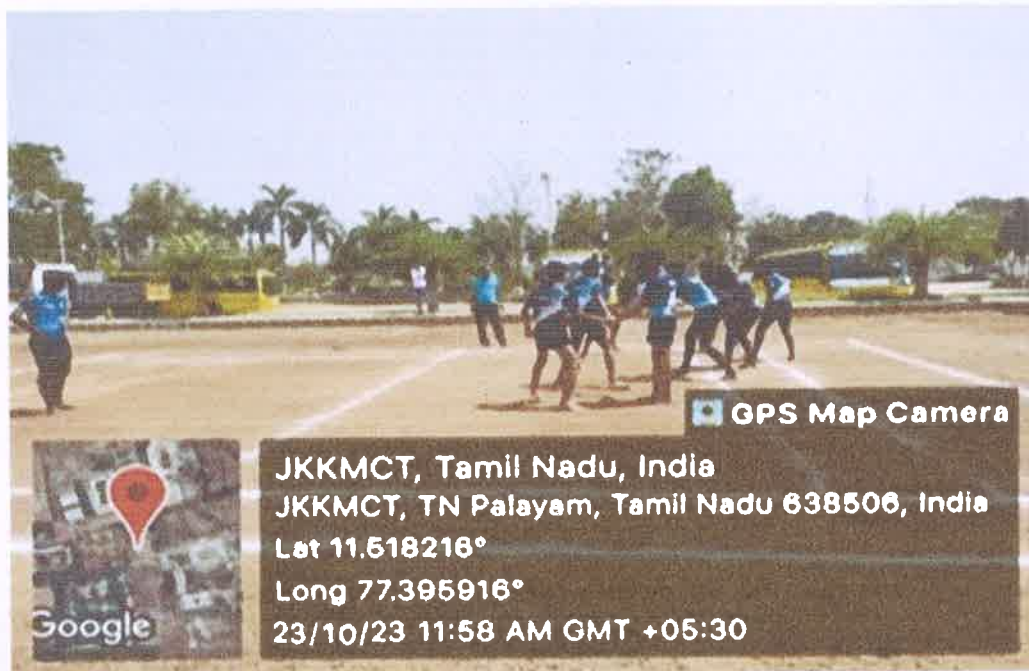 GPS Map Camera
JKKMCT, Tamil Nadu, India
JKKMCT, TN Palayam, Tamil Nadu 638506, India
Lat 11.518216°
Long 77.395916°
23/10/23 11:58 AM GMT +05:30
Google